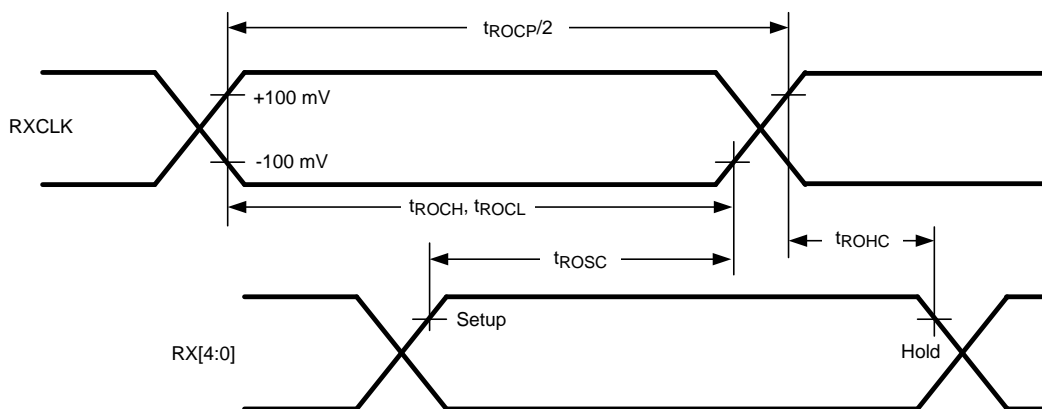 tROCP/2
+100 mV
RXCLK
-100 mV
tROCH, tROCL
tROHC
tROSC
Setup
RX[4:0]
Hold